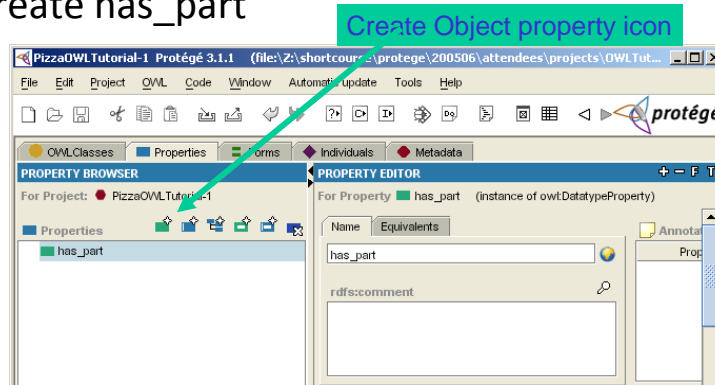 reate has_part
Create Object property icon
PizzaOWLTutorial-1 Protégé 3.1.1 (file:\Z:\shortcourse\protege\200506\attendees\projects\OWLTut...
File Edit Project OWL Code Window Automatic update Tools Help
protégé
OWLClasses Properties Forms Individuals Metadata
PROPERTY BROWSER
PROPERTY EDITOR
For Project: PizzaOWLTutorial-1
For Property has_part (instance of owl:DatatypeProperty)
Properties
Name Equivalents
Annotat
has_part
has_part
Prop
rdfs:comment